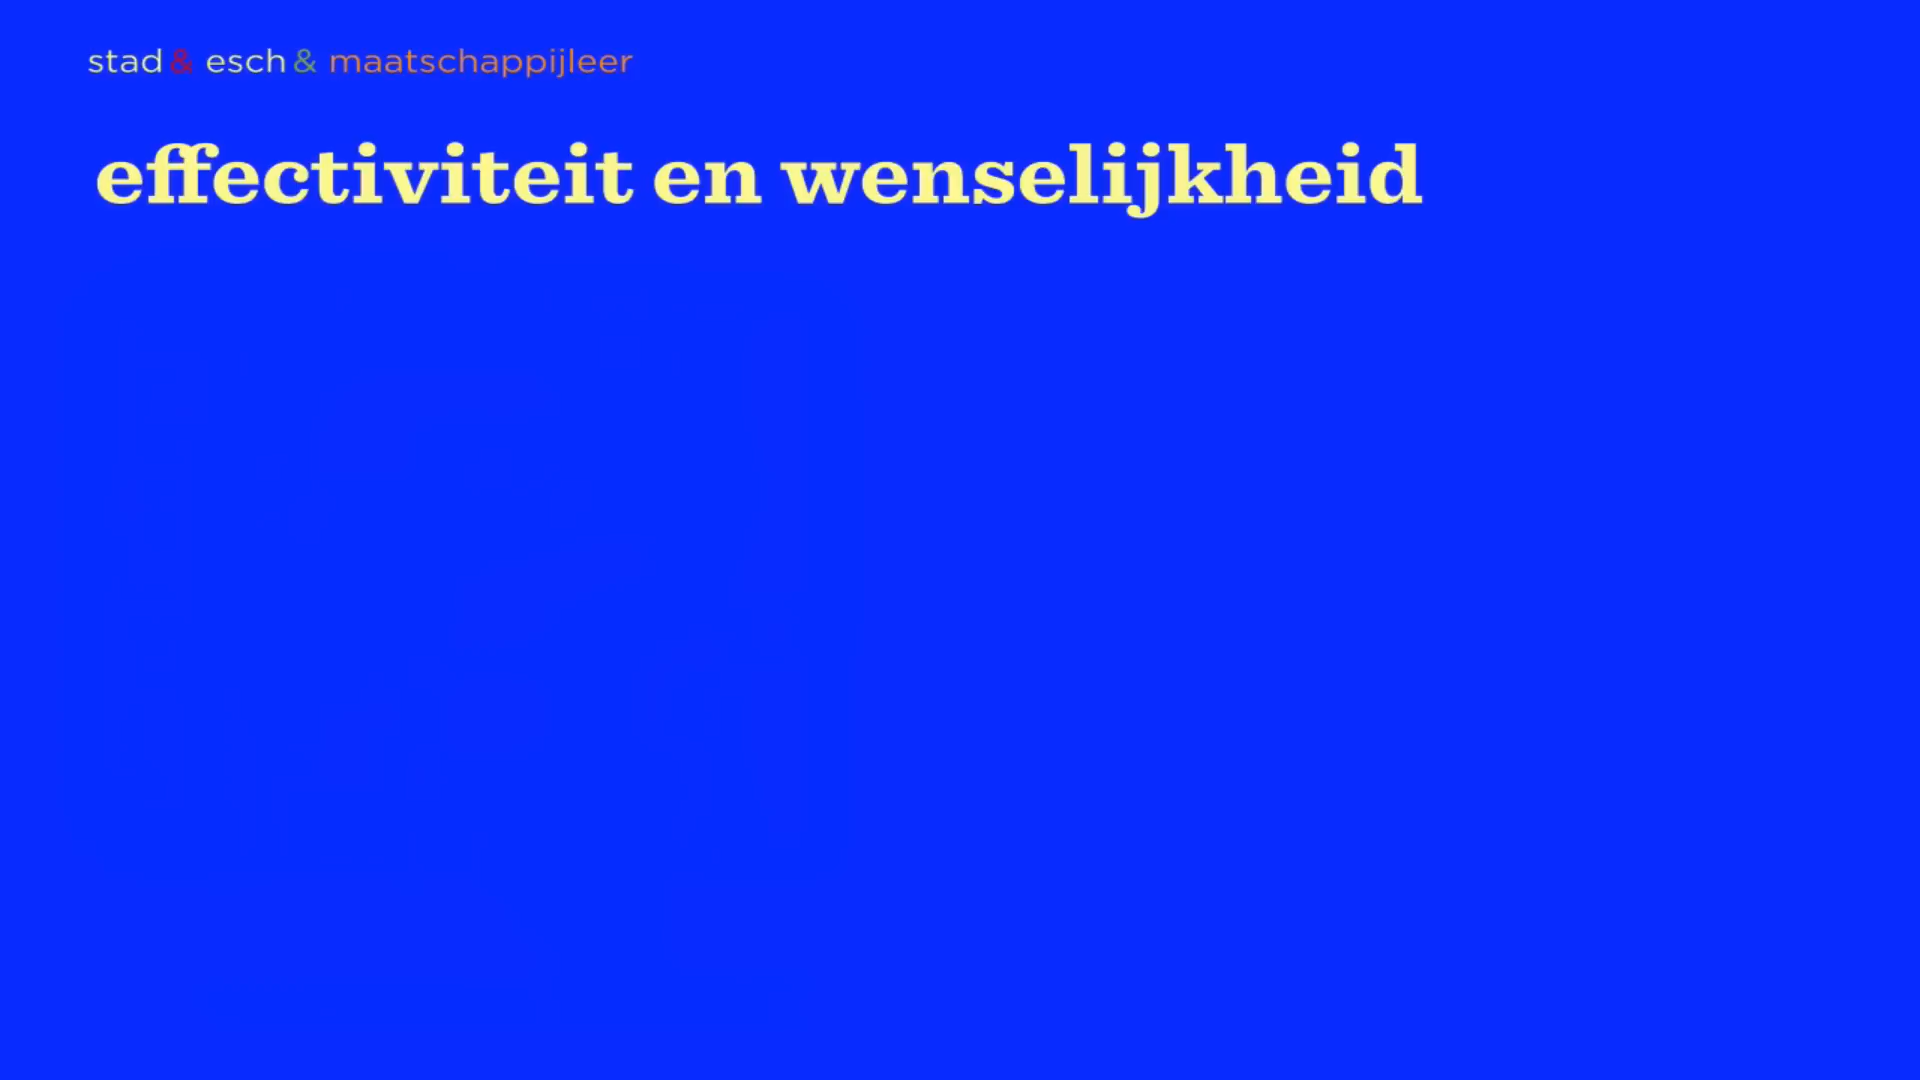 stad & esch & maatschappijleer
effectiviteit en wenselijkheid